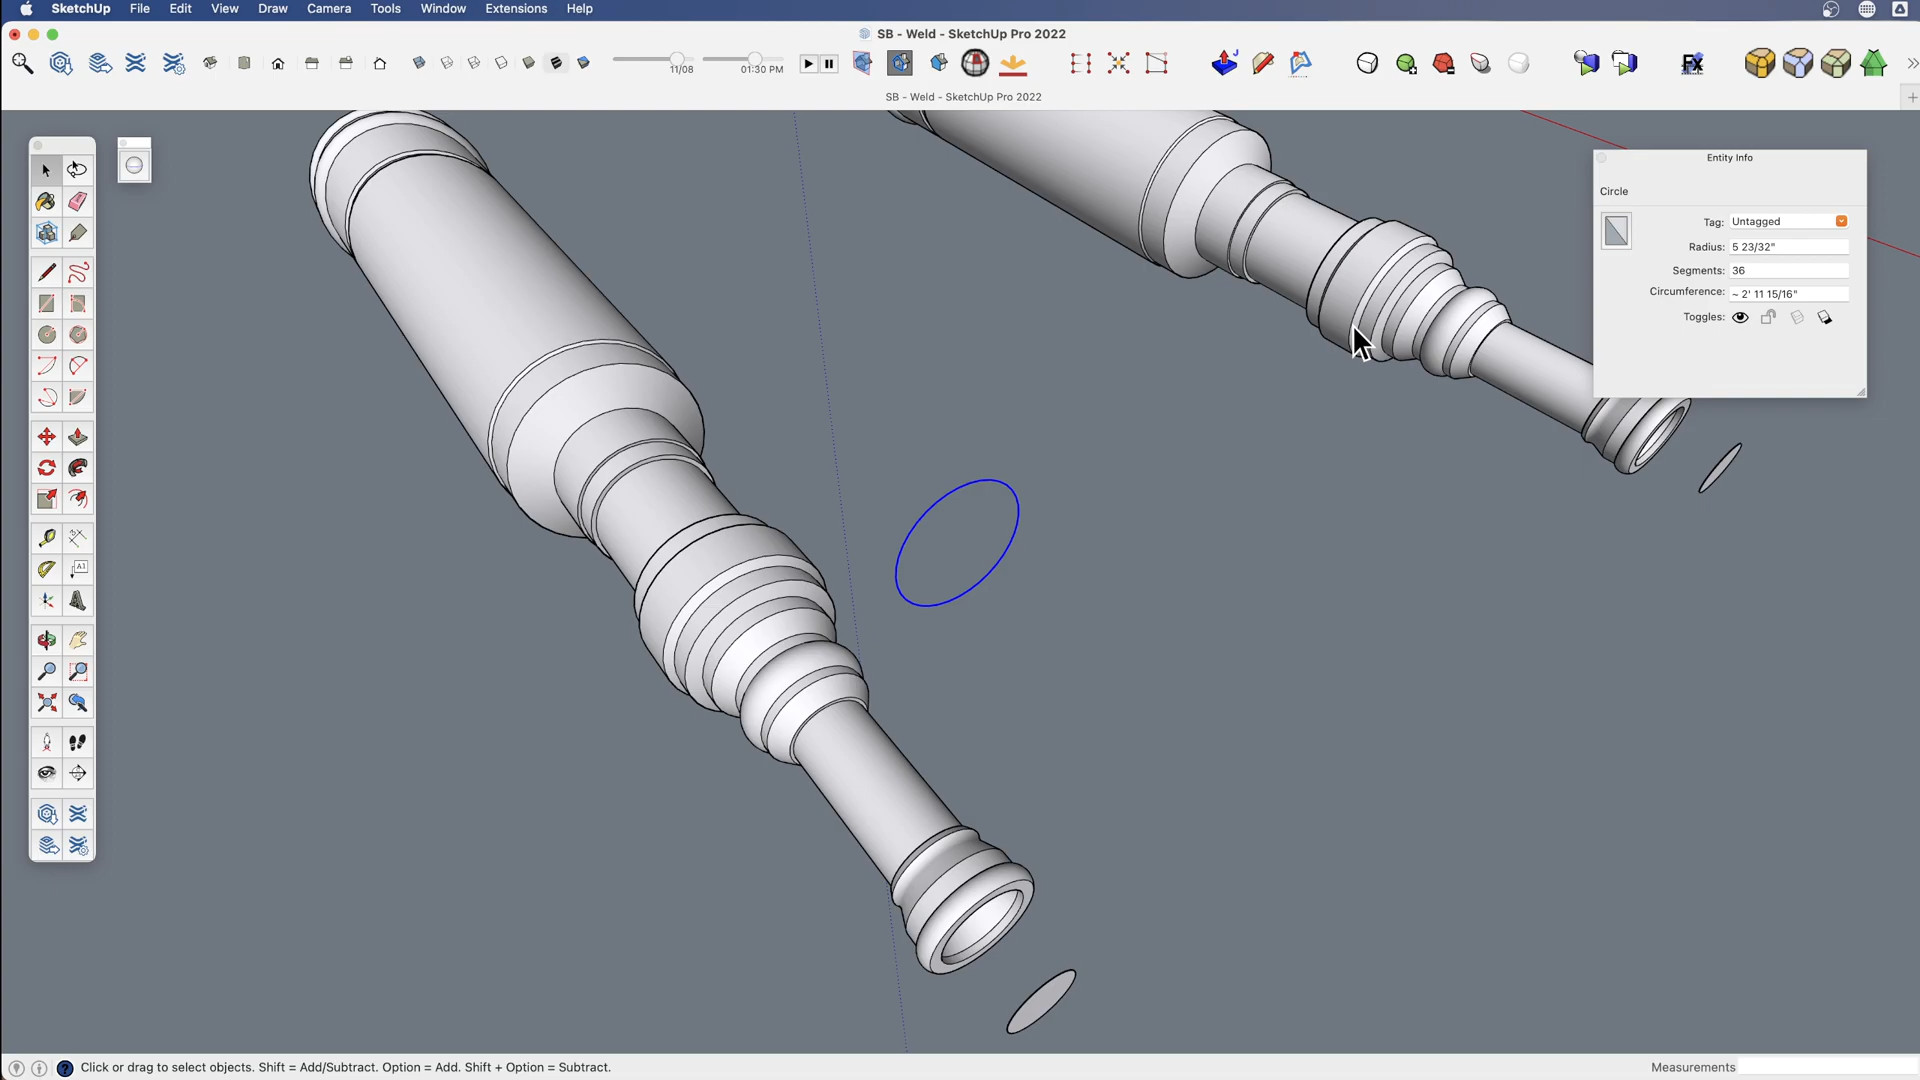 SketchUp File Edit View Draw Camera Tools Window Extensions Help
SB - Weld - SketchUp Pro 2022
11/08 01:30 PM
SB - Weld - SketchUp Pro 2022
Entity Info
Circle
Tag: Untagged
Radius: 5 23/32"
Segments: 36
Circumference: ~ 2' 11 15/16"
Toggles:
A1
Click or drag to select objects. Shift = Add/Subtract. Option = Add. Shift + Option = Subtract.
Measurements